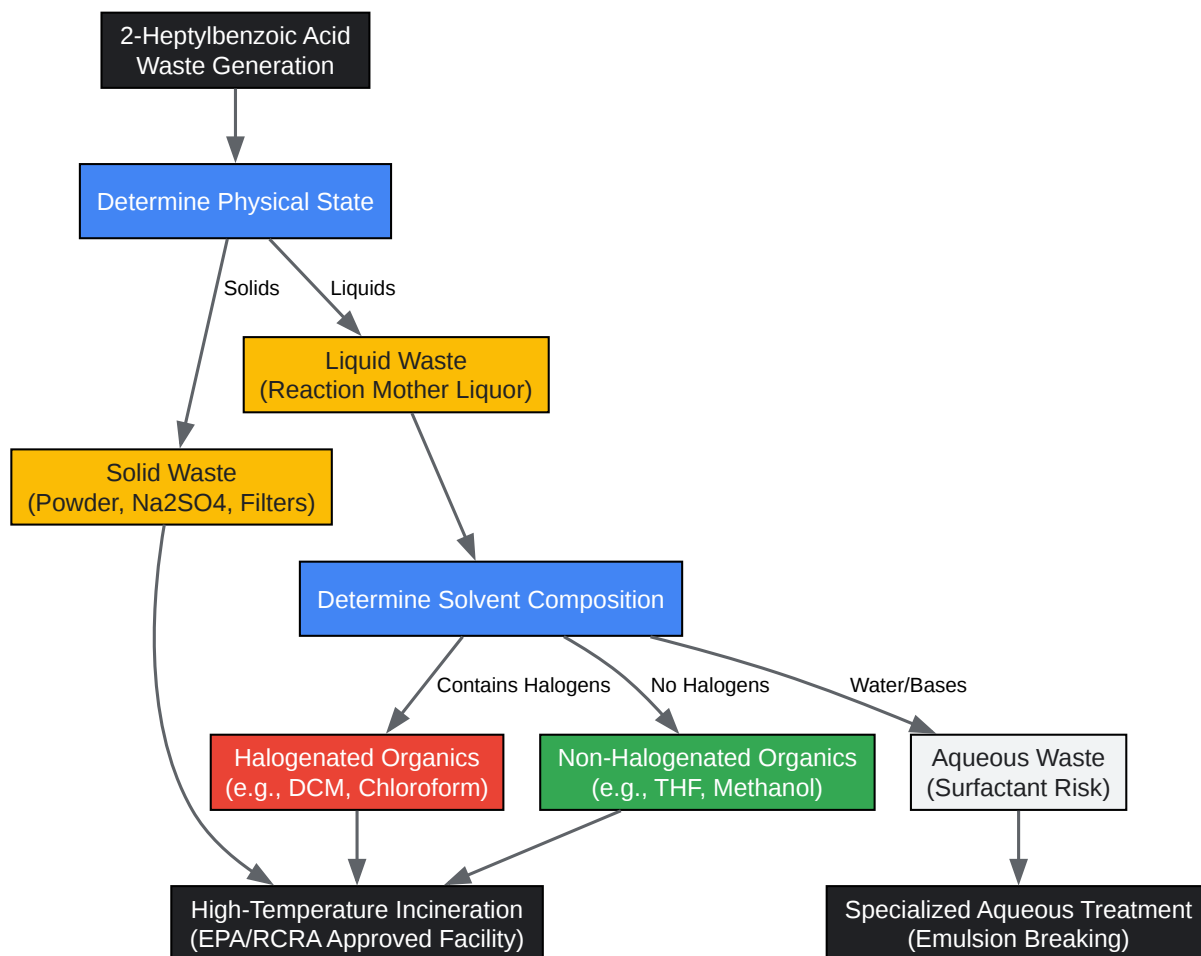 2-Heptylbenzoic Acid
Waste Generation
Determine Physical State
Solids
Liquids
Liquid Waste
(Reaction Mother Liquor)
Solid Waste
(Powder, Na2SO4, Filters)
Determine Solvent Composition
Contains Halogens
No Halogens
Water/Bases
Halogenated Organics
(e.g., DCM, Chloroform)
Non-Halogenated Organics
(e.g., THF, Methanol)
Aqueous Waste
(Surfactant Risk)
High-Temperature Incineration
(EPA/RCRA Approved Facility)
Specialized Aqueous Treatment
(Emulsion Breaking)